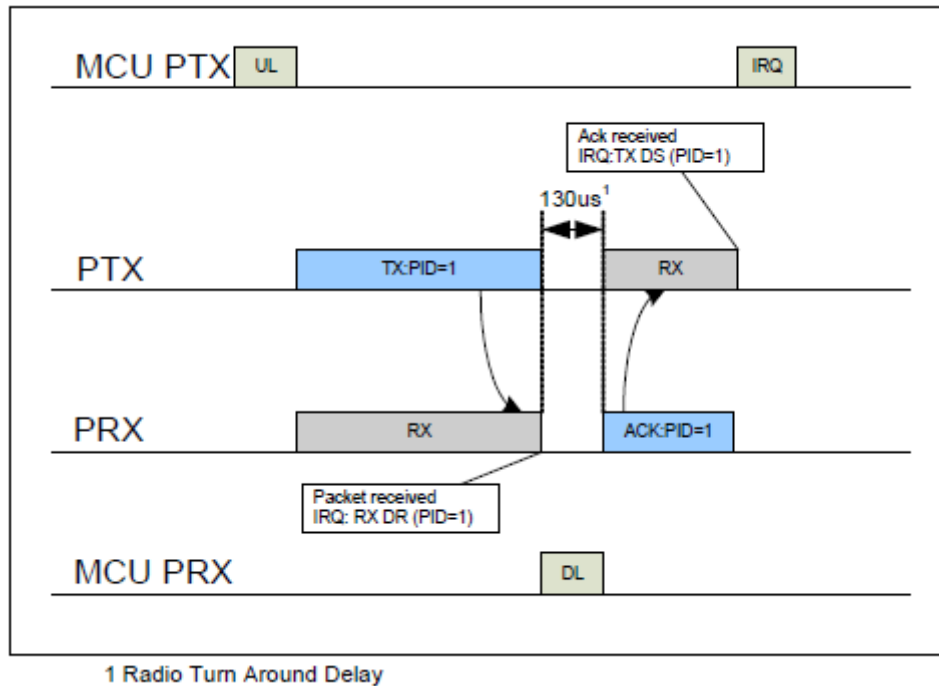 MCU PTX
UL
IRQ
Ack received
IRQ:TX DS (PID=1)
130us1
PTX
TX:PID=1
RX
PRX
RX
ACK:PID=1
Packet received
IRQ: RX DR (PID=1)
MCU PRX
DL
1 Radio Turn Around Delay